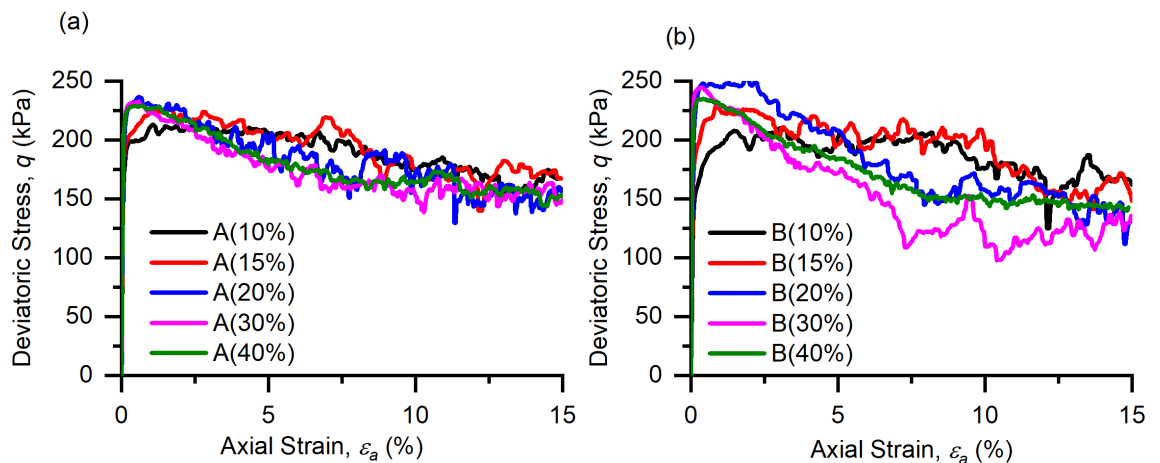 (a)
250
200
150
100
50
0
Deviatoric Stress, q (kPa)
A(10%)
A(15%)
A(20%)
A(30%)
A(40%)
0 5 10 15
Axial Strain, εa (%)
(b)
250
200
150
100
50
0
Deviatoric Stress, q (kPa)
B(10%)
B(15%)
B(20%)
B(30%)
B(40%)
0 5 10 15
Axial Strain, εa (%)